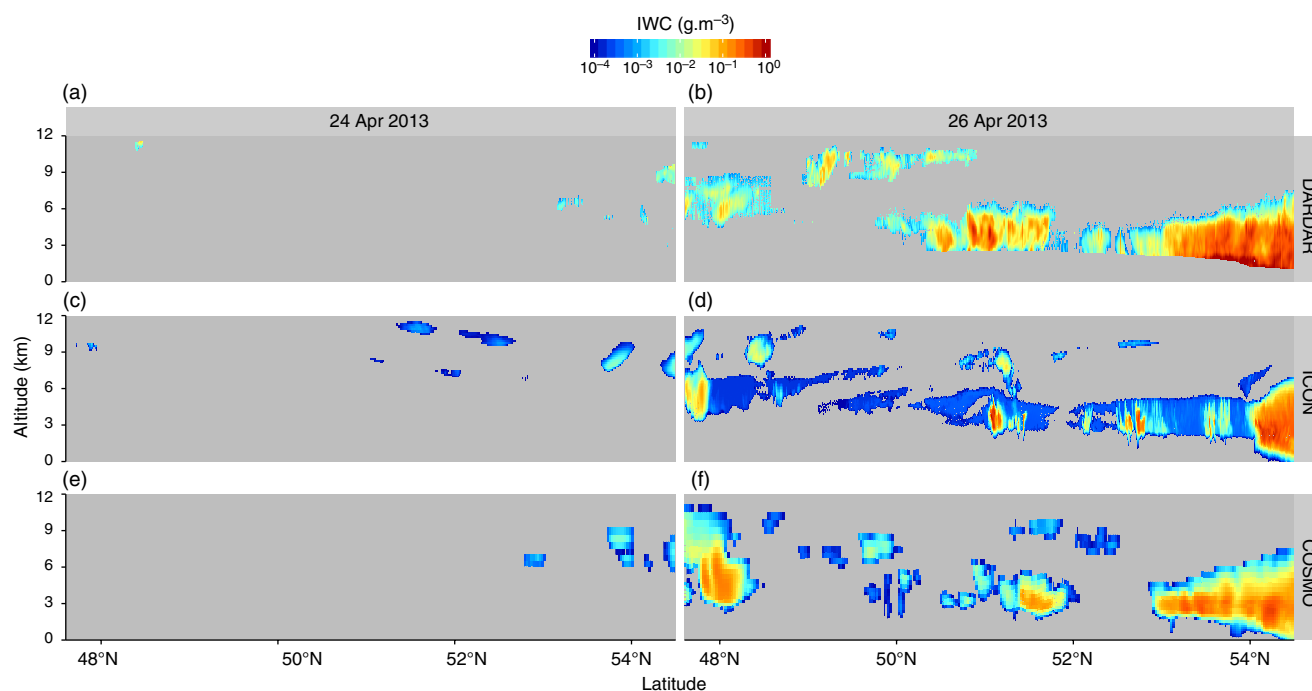 IWC (g.m⁻³)
10⁻⁴ 10⁻³ 10⁻² 10⁻¹ 10⁰
(a) (b)
24 Apr 2013 26 Apr 2013
12
9
6
3
0
DARDAR
(c) (d)
12
9
6
3
0
Altitude (km)
ICON
(e) (f)
12
9
6
3
0
COSMO
48°N 50°N 52°N 54°N 48°N 50°N 52°N 54°N
Latitude